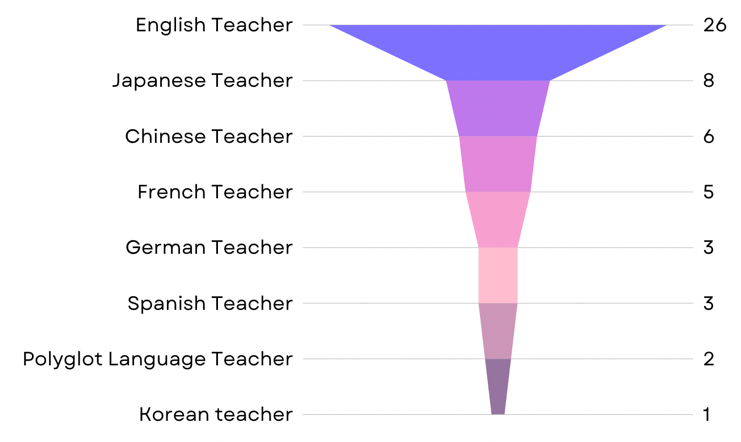 English Teacher 26
Japanese Teacher 8
Chinese Teacher 6
French Teacher 5
German Teacher 3
Spanish Teacher 3
Polyglot Language Teacher 2
Korean teacher 1